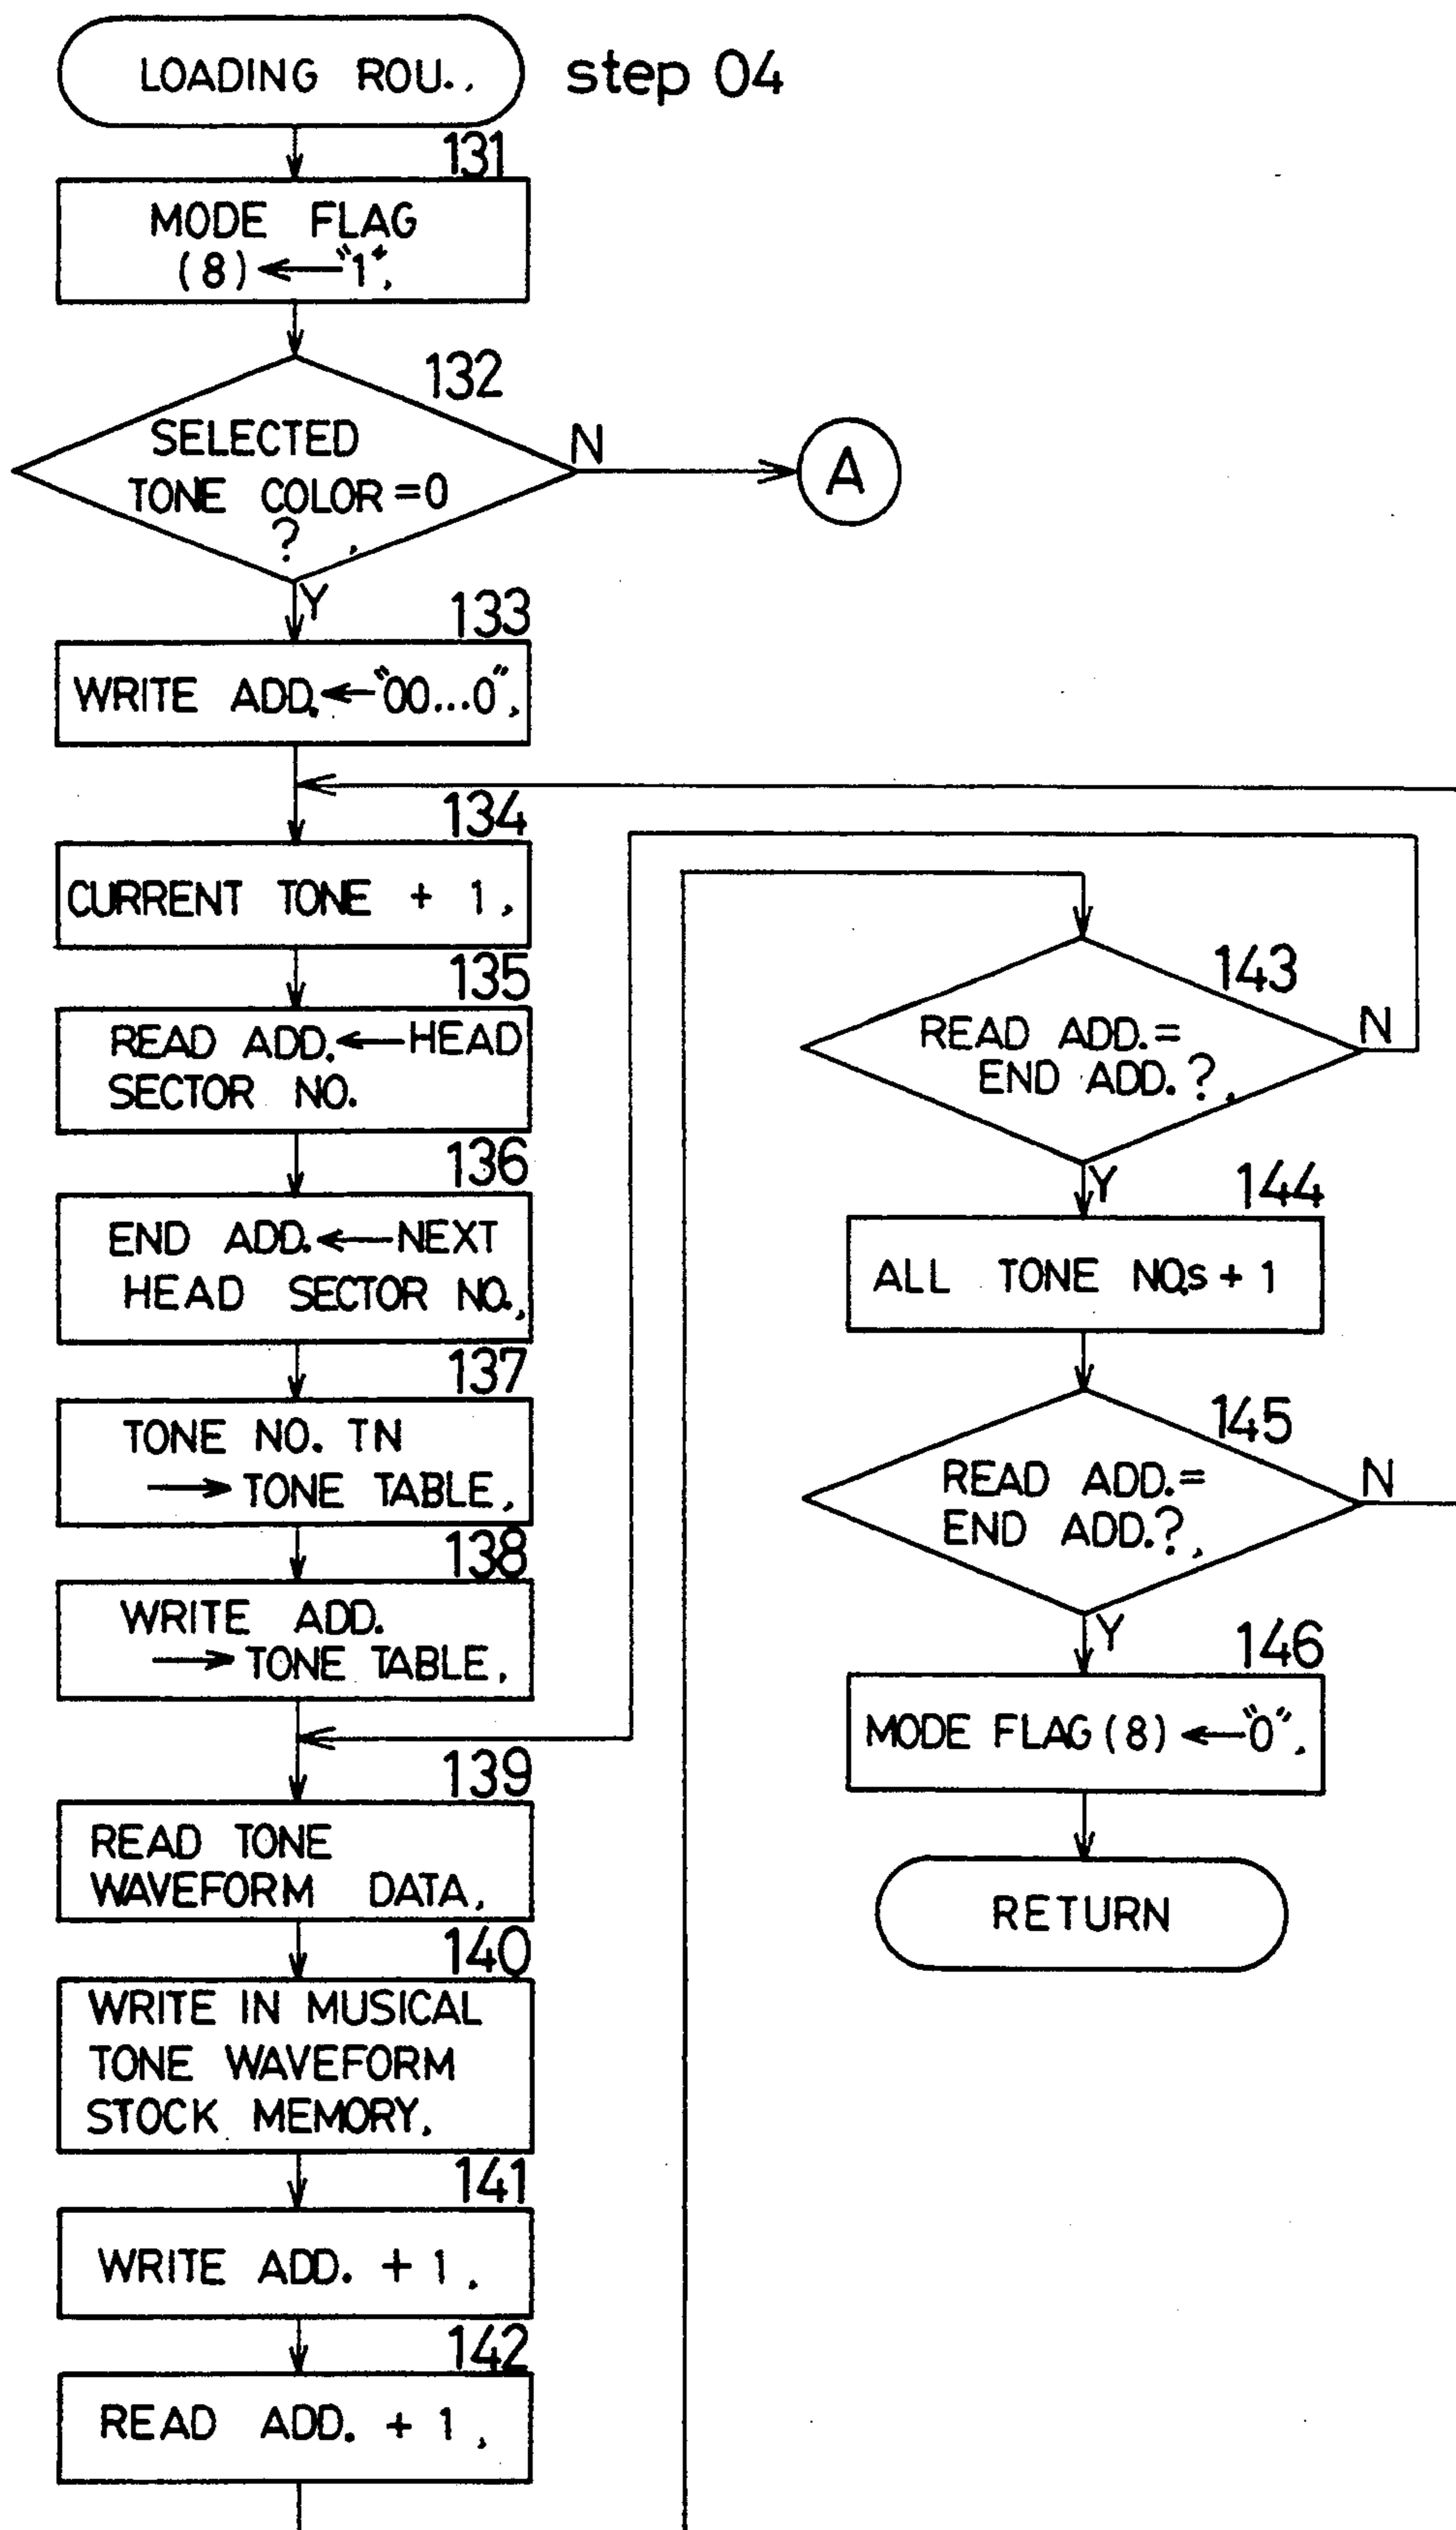 LOADING ROU.,
step 04
131
MODE FLAG
(8)←"1",
132
SELECTED
TONE COLOR=0
?,
N
A
Y
133
WRITE ADD.←"00...0",
134
CURRENT TONE + 1,
135
READ ADD.←HEAD
SECTOR NO.
136
END ADD.←NEXT
HEAD SECTOR NO.,
137
TONE NO. TN
→TONE TABLE,
138
WRITE ADD.
→TONE TABLE,
139
READ TONE
WAVEFORM DATA,
140
WRITE IN MUSICAL
TONE WAVEFORM
STOCK MEMORY,
141
WRITE ADD. + 1,
142
READ ADD. + 1,
143
READ ADD.=
END ADD.?,
N
Y
144
ALL TONE NO.s + 1
145
READ ADD.=
END ADD.?,
N
Y
146
MODE FLAG(8)←"0",
RETURN